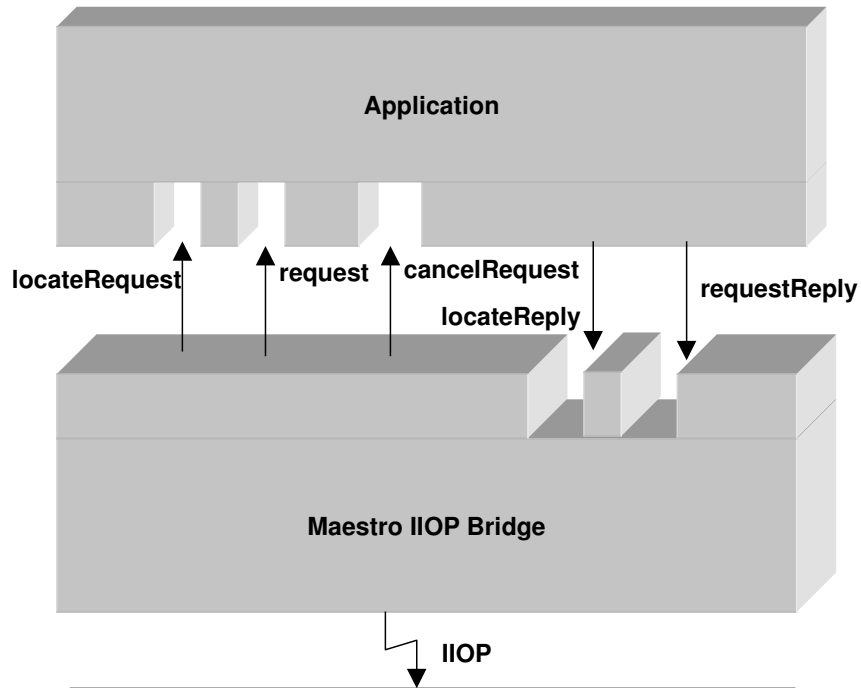 Application
locateRequest
request
cancelRequest
locateReply
requestReply
Maestro IIOP Bridge
IIOP